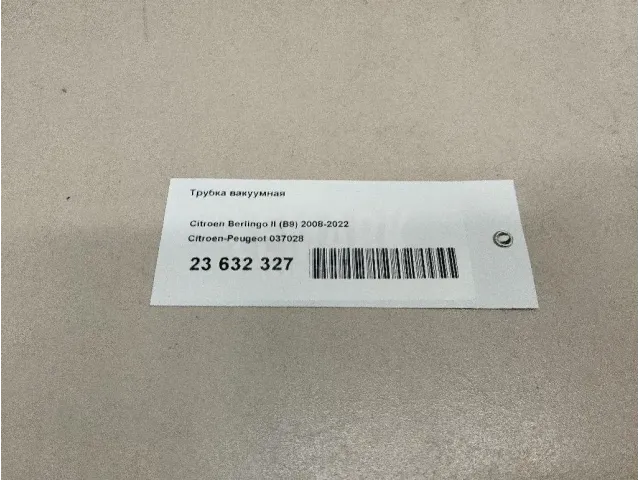 Трубка вакуумная
Citroen Berlingo II (B9) 2008-2022
Citroen-Peugeot 037028
23 632 327